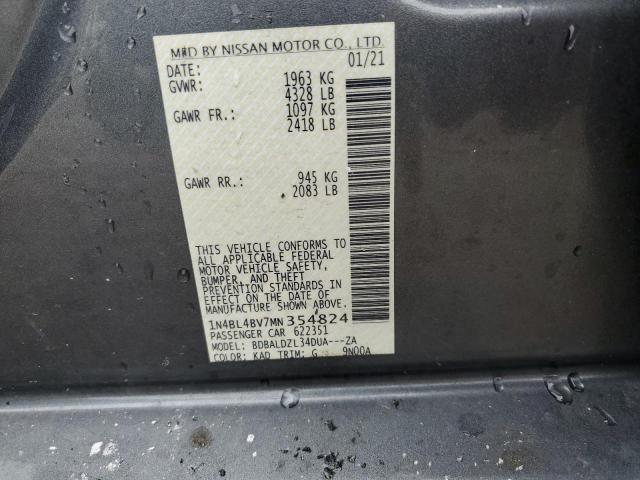 MFD BY NISSAN MOTOR CO., LTD.
DATE: 01/21
GVWR: 1963 KG
4328 LB
GAWR FR.: 1097 KG
2418 LB
GAWR RR.: 945 KG
2083 LB
THIS VEHICLE CONFORMS TO
ALL APPLICABLE FEDERAL
MOTOR VEHICLE SAFETY,
BUMPER, AND THEFT
PREVENTION STANDARDS IN
EFFECT ON THE DATE OF
MANUFACTURE SHOWN ABOVE.
1N4BL4BV7MN354824
PASSENGER CAR 622351
MODEL: BDBALDZL34DUA---ZA
COLOR: KAD TRIM: G 9N00A